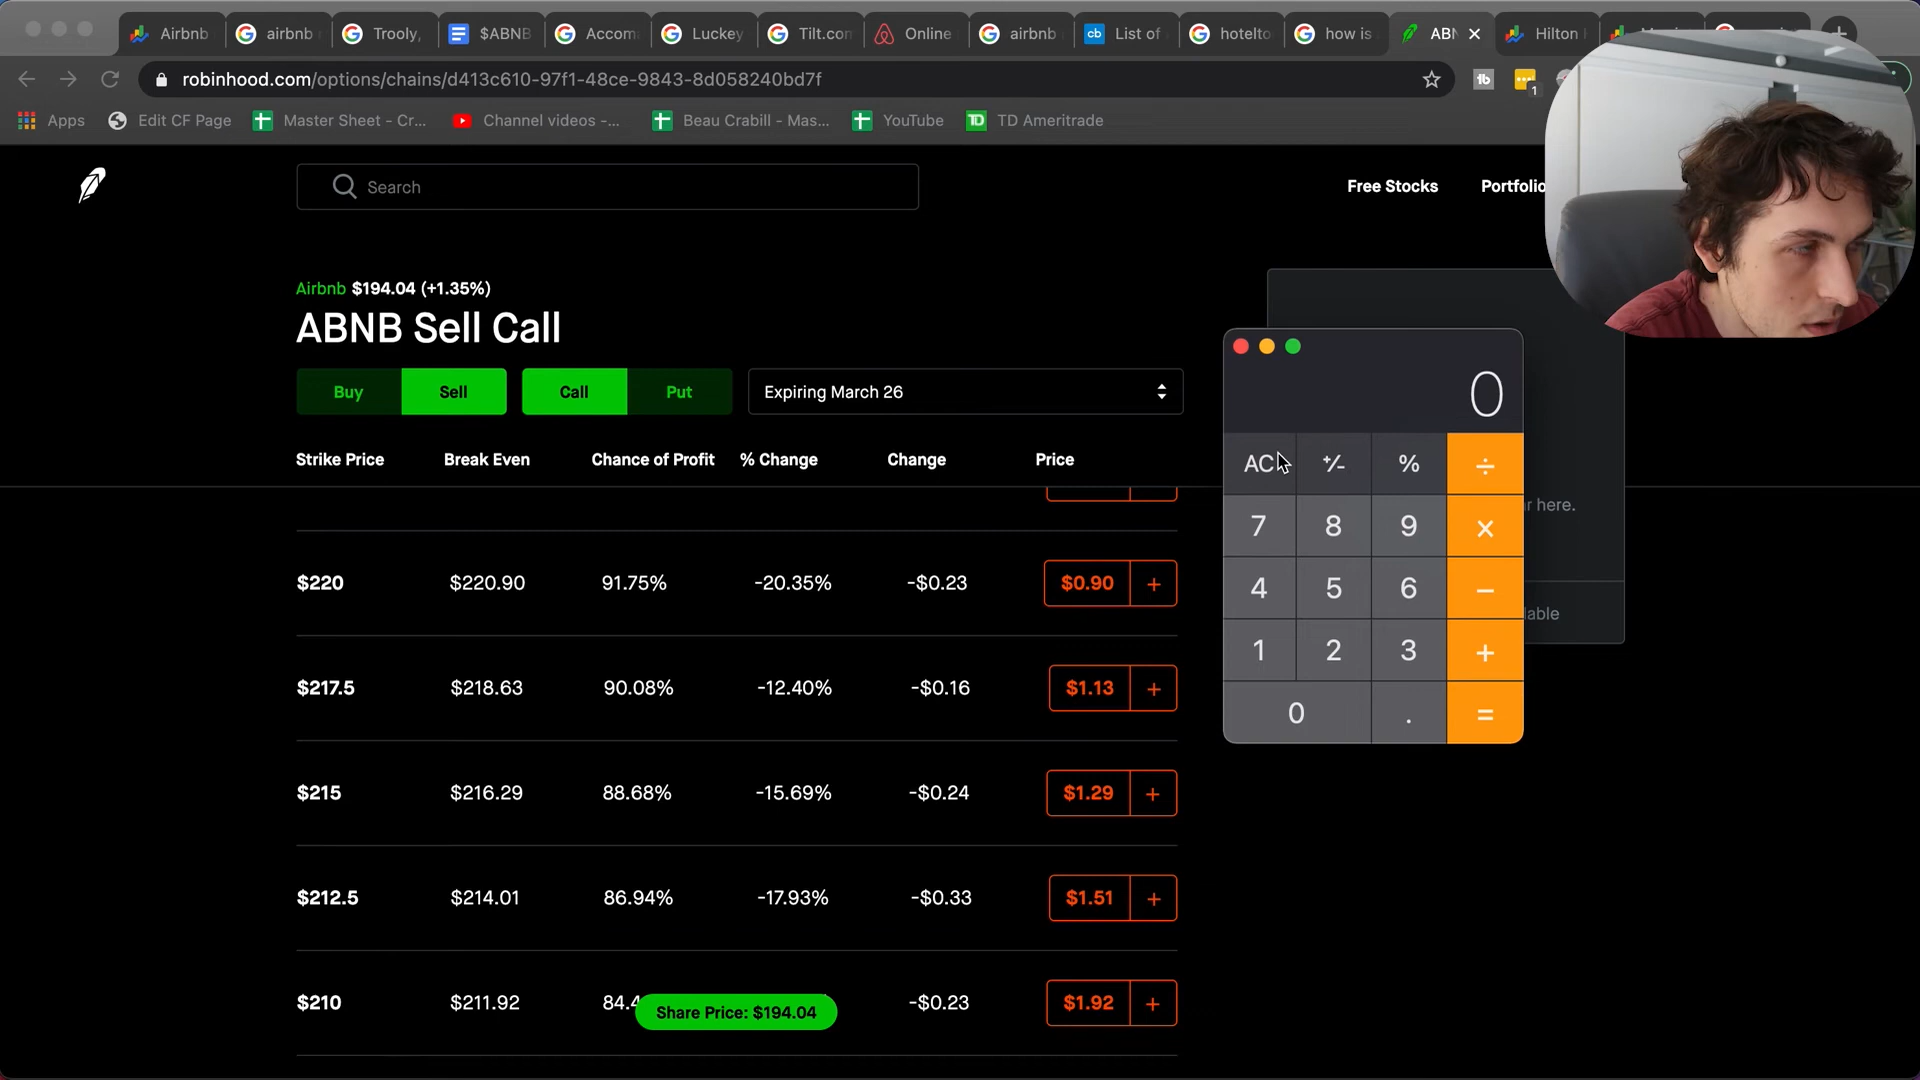 Airbnb
airbnb
Trooly,
$ABNB
Accom
Luckey
Tilt.con
Online
airbnb
cb
List of
hotelto
how is
ABN
Hilton
robinhood.com/options/chains/d413c610-97f1-48ce-9843-8d058240bd7f
tb
1
Apps
Edit CF Page
Master Sheet - Cr...
Channel videos -...
Beau Crabill - Mas...
YouTube
TD Ameritrade
Search
Free Stocks
Portfolio
Airbnb $194.04 (+1.35%)
ABNB Sell Call
Buy
Sell
Call
Put
Expiring March 26
Strike Price Break Even Chance of Profit % Change Change Price
$220 $220.90 91.75% -20.35% -$0.23 $0.90 +
$217.5 $218.63 90.08% -12.40% -$0.16 $1.13 +
$215 $216.29 88.68% -15.69% -$0.24 $1.29 +
$212.5 $214.01 86.94% -17.93% -$0.33 $1.51 +
$210 $211.92 84.4 -$0.23 $1.92 +
Share Price: $194.04
0
AC +/- % ÷
7 8 9 ×
4 5 6 −
1 2 3 +
0 . =
r here.
lable